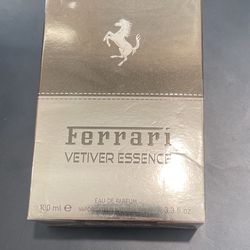 Ferrari
VETIVER ESSENCE
EAU DE PARFUM
100 ml e 3.3 fl oz